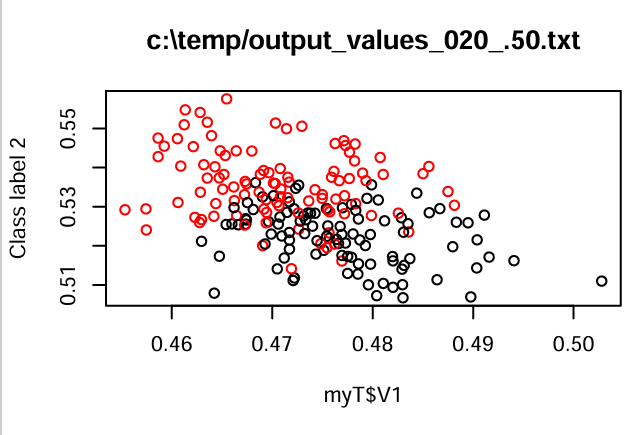 c:\temp/output_values_020_.50.txt
Class label 2
0.55
0.53
0.51
0.46 0.47 0.48 0.49 0.50
myT$V1